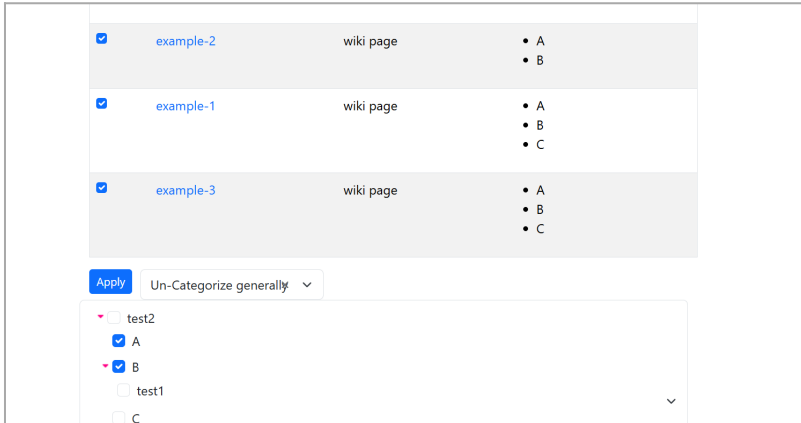 example-2 wiki page • A
• B
example-1 wiki page • A
• B
• C
example-3 wiki page • A
• B
• C
Apply Un-Categorize generally
test2
A
B
test1
C